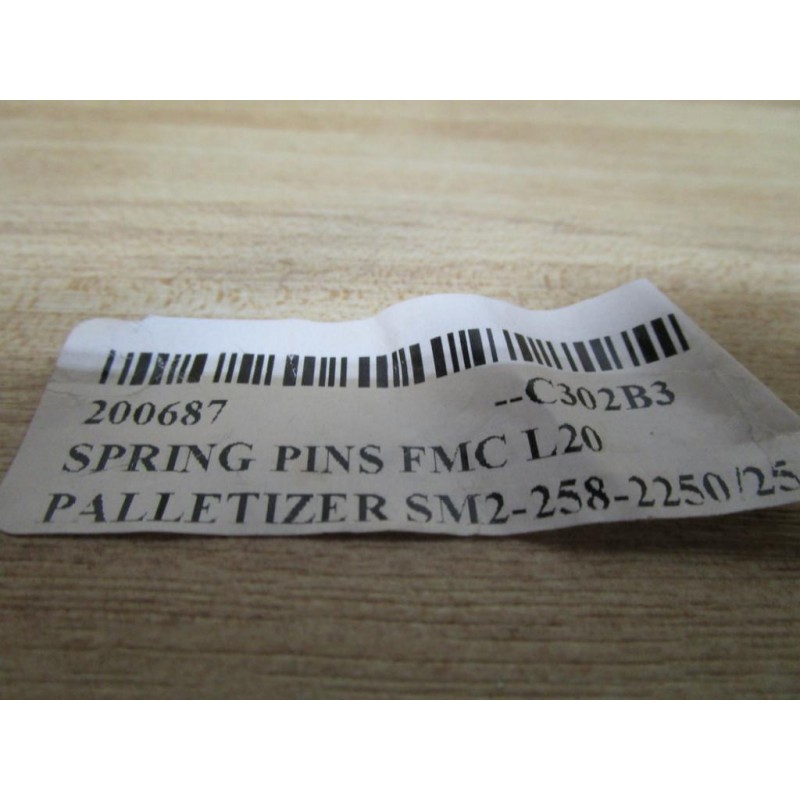 200687 --C302B3
SPRING PINS FMC L20
PALLETIZER SM2-258-2250/25